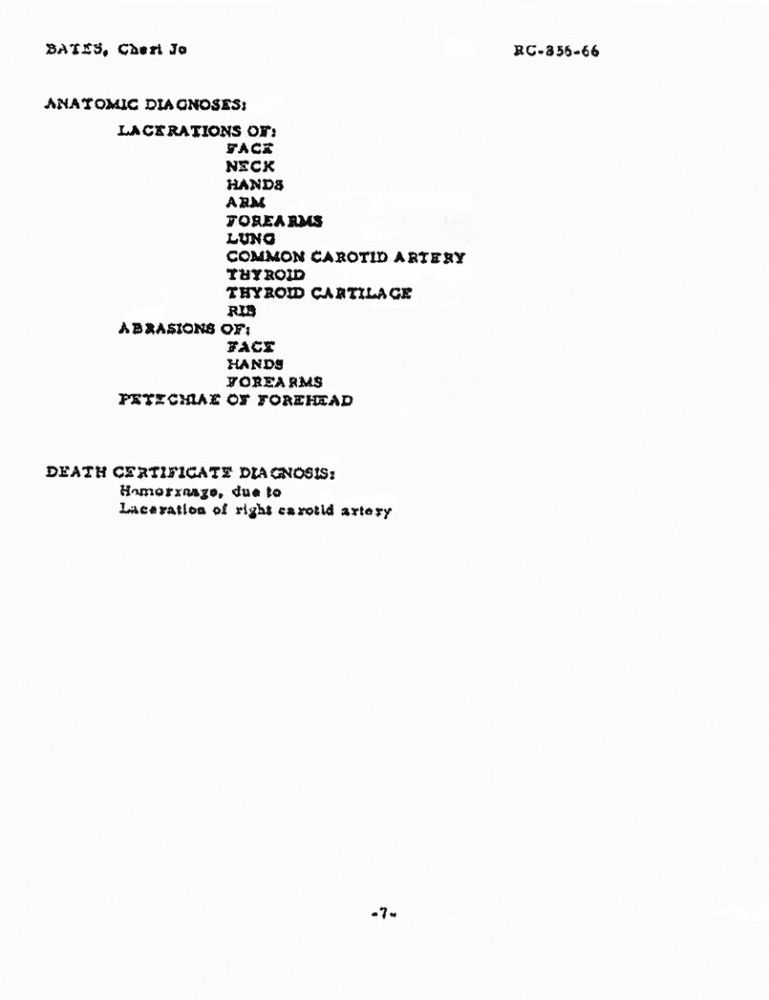 BATES, Cheri Jo RC-356-66
ANATOMIC DIAGNOSES:
LACERATIONS OF:
FACE
NECK
HANDS
ARM
FOREARMS
LUNG
COMMON CAROTID ARTERY
THYROID
THYROID CARTILAGE
RIB
ABRASIONS OF:
FACE
HANDS
FOREARMS
PETECHIAE OF FOREHEAD
DEATH CERTIFICATE DIAGNOSIS:
Hemorrhage, due to
Laceration of right carotid artery
-7-